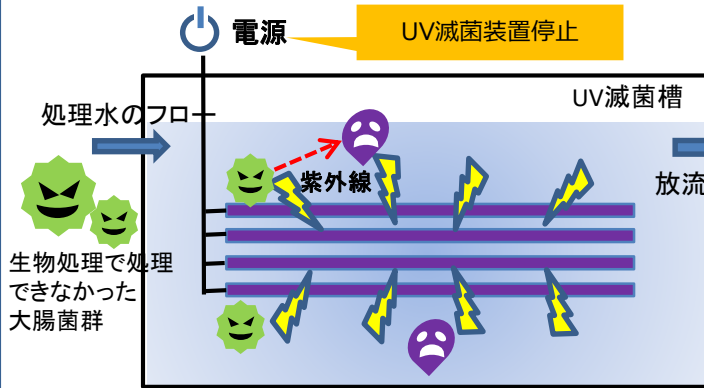 電源
UV滅菌装置停止
UV滅菌槽
処理水のフロー
紫外線
放流
生物処理で処理
できなかった
大腸菌群